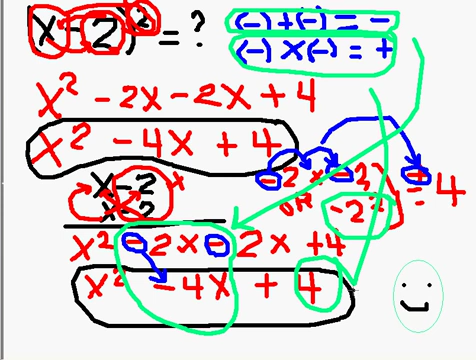 (x - 2)² = ?
(-) + (-) = -
(-) x (-) = +
x² - 2x - 2x + 4
x² - 4x + 4
-2 x -2) = +4
OR
-2²
x - 2
x - 2
x² - 2x - 2x + 4
x² - 4x + 4